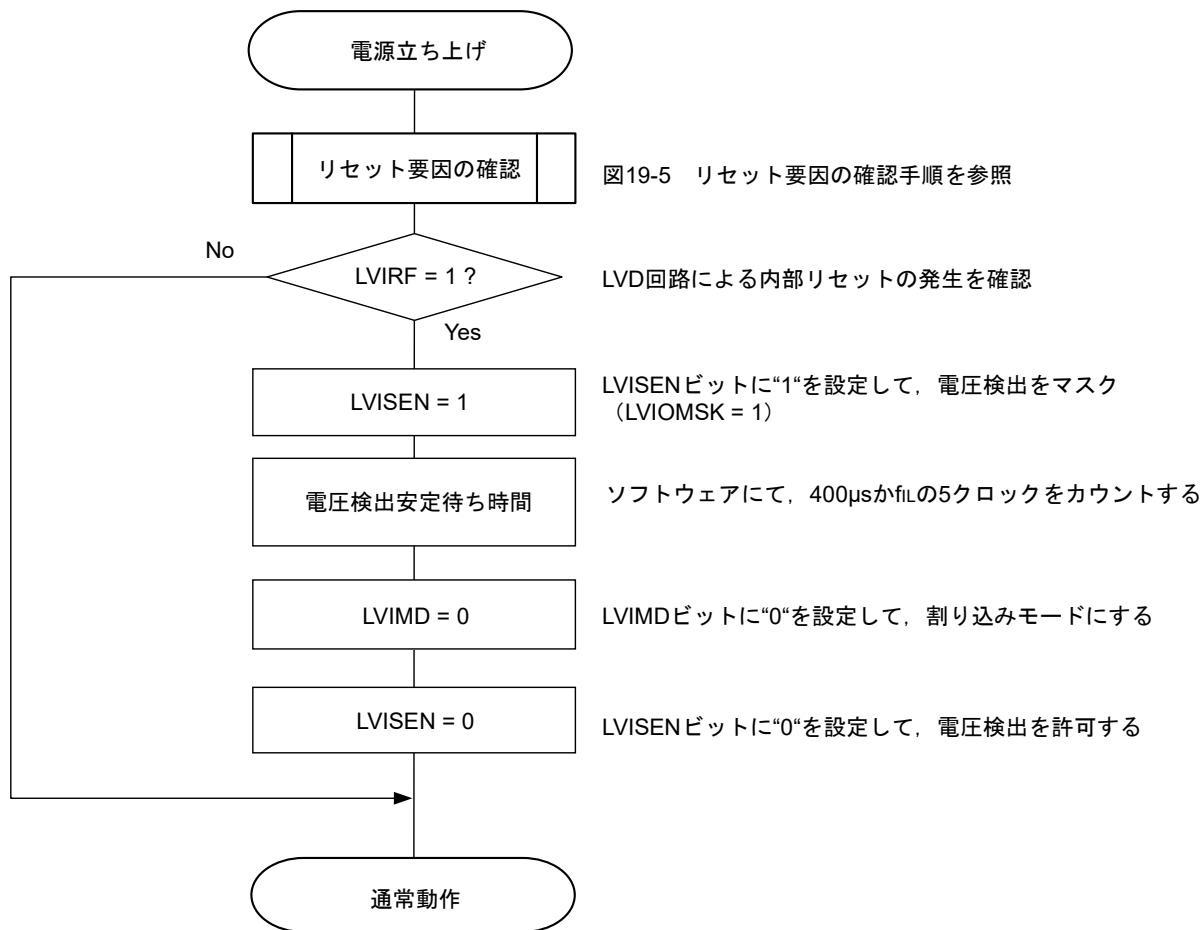 電源立ち上げ
リセット要因の確認
図19-5 リセット要因の確認手順を参照
No
LVIRF = 1 ?
LVD回路による内部リセットの発生を確認
Yes
LVISEN = 1
LVISENビットに“1“を設定して，電圧検出をマスク
（LVIOMSK = 1）
電圧検出安定待ち時間
ソフトウェアにて，400μsかfILの5クロックをカウントする
LVIMD = 0
LVIMDビットに“0“を設定して，割り込みモードにする
LVISEN = 0
LVISENビットに“0“を設定して，電圧検出を許可する
通常動作